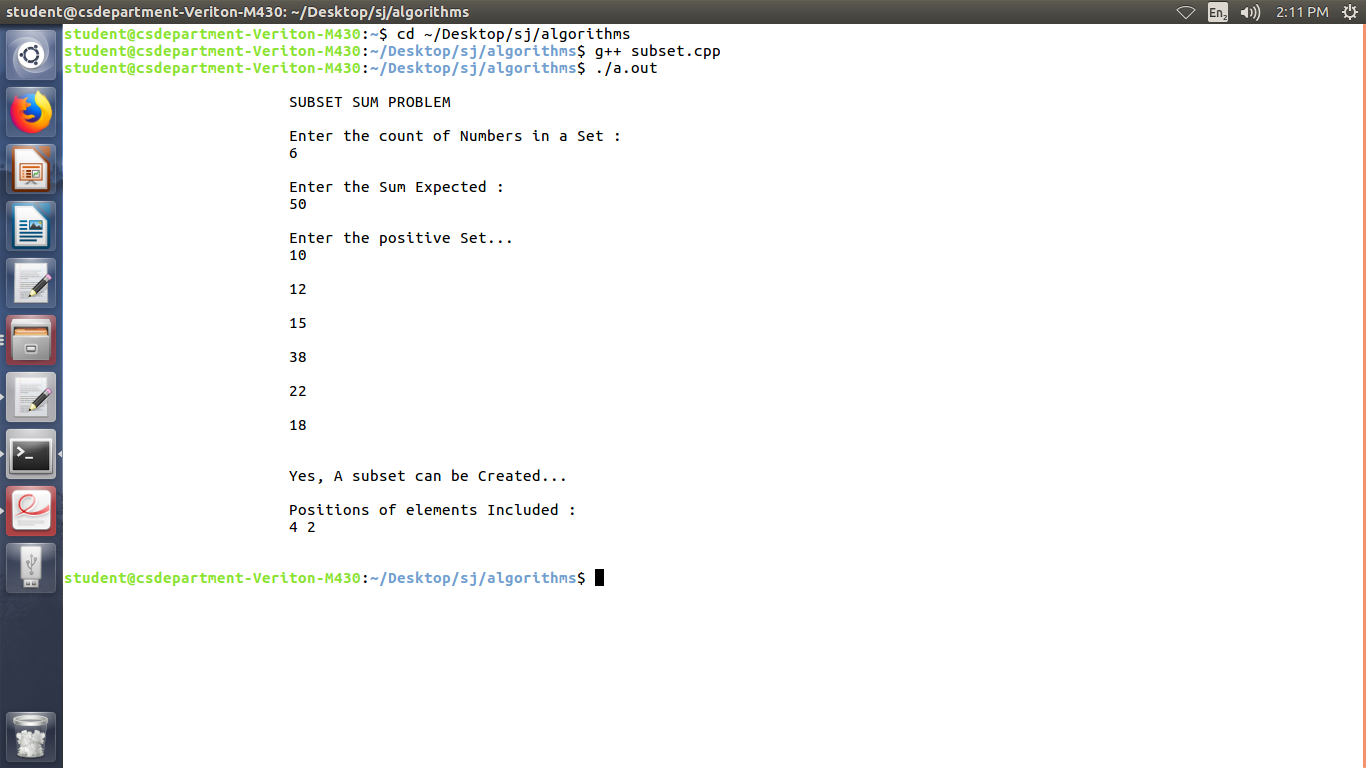 student@csdepartment-Veriton-M430: ~/Desktop/sj/algorithms
En2
2:11 PM
student@csdepartment-Veriton-M430:~$ cd ~/Desktop/sj/algorithms
student@csdepartment-Veriton-M430:~/Desktop/sj/algorithms$ g++ subset.cpp
student@csdepartment-Veriton-M430:~/Desktop/sj/algorithms$ ./a.out
SUBSET SUM PROBLEM
Enter the count of Numbers in a Set :
6
Enter the Sum Expected :
50
Enter the positive Set...
10
12
15
38
22
18
Yes, A subset can be Created...
Positions of elements Included :
4 2
student@csdepartment-Veriton-M430:~/Desktop/sj/algorithms$